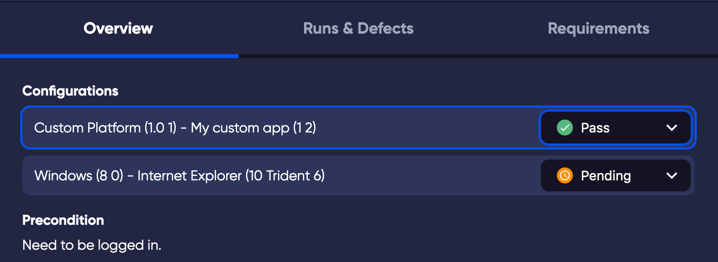 Overview Runs & Defects Requirements
Configurations
Custom Platform (1.0 1) - My custom app (1 2) Pass
Windows (8 0) - Internet Explorer (10 Trident 6) Pending
Precondition
Need to be logged in.